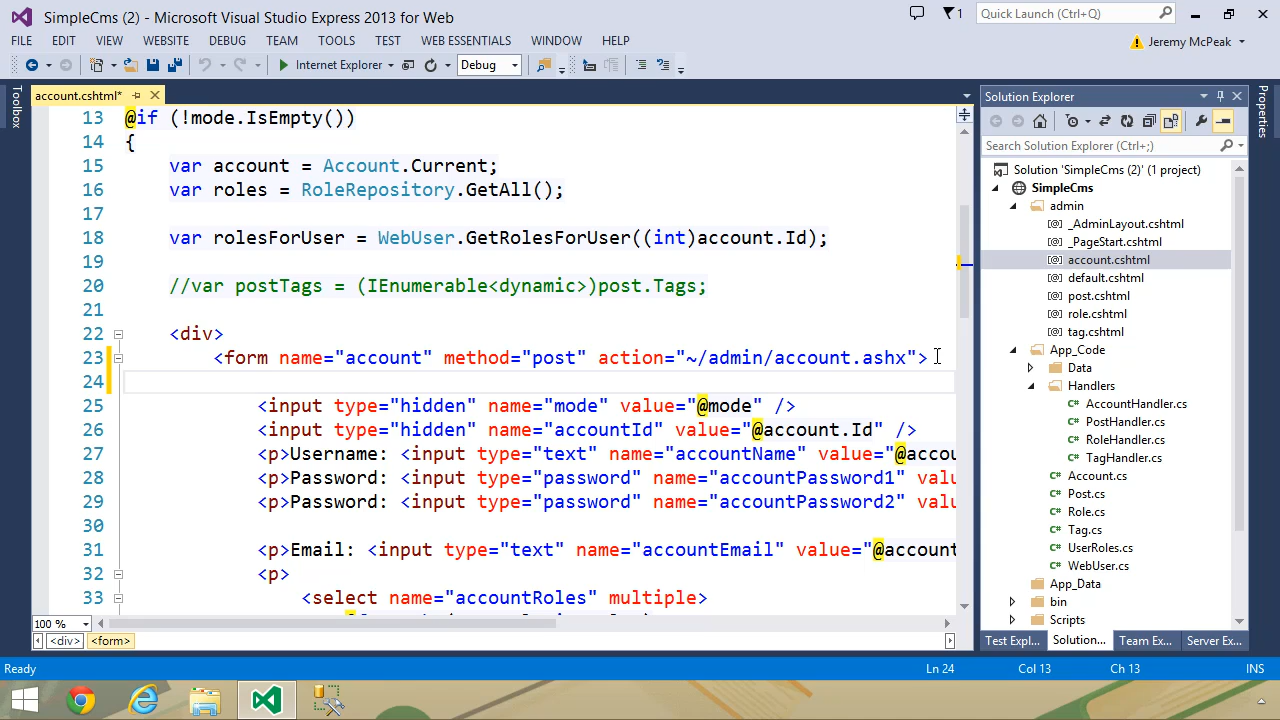 SimpleCms (2) - Microsoft Visual Studio Express 2013 for Web
1
Quick Launch (Ctrl+Q)
FILE EDIT VIEW WEBSITE DEBUG TEAM TOOLS TEST WEB ESSENTIALS WINDOW HELP
Jeremy McPeak
Internet Explorer
Debug
Toolbox
account.cshtml*
13 @if (!mode.IsEmpty())
14 {
15 var account = Account.Current;
16 var roles = RoleRepository.GetAll();
17
18 var rolesForUser = WebUser.GetRolesForUser((int)account.Id);
19
20 //var postTags = (IEnumerable<dynamic>)post.Tags;
21
22 <div>
23 <form name="account" method="post" action="~/admin/account.ashx">
24
25 <input type="hidden" name="mode" value="@mode" />
26 <input type="hidden" name="accountId" value="@account.Id" />
27 <p>Username: <input type="text" name="accountName" value="@accou
28 <p>Password: <input type="password" name="accountPassword1" valu
29 <p>Password: <input type="password" name="accountPassword2" valu
30
31 <p>Email: <input type="text" name="accountEmail" value="@account
32 <p>
33 <select name="accountRoles" multiple>
100 %
<div> <form>
Solution Explorer
Search Solution Explorer (Ctrl+;)
Solution 'SimpleCms (2)' (1 project)
SimpleCms
admin
_AdminLayout.cshtml
_PageStart.cshtml
account.cshtml
default.cshtml
post.cshtml
role.cshtml
tag.cshtml
App_Code
Data
Handlers
AccountHandler.cs
PostHandler.cs
RoleHandler.cs
TagHandler.cs
Account.cs
Post.cs
Role.cs
Tag.cs
UserRoles.cs
WebUser.cs
App_Data
bin
Scripts
Test Expl... Solution... Team Ex... Server Ex...
Properties
Ready
Ln 24
Col 13
Ch 13
INS